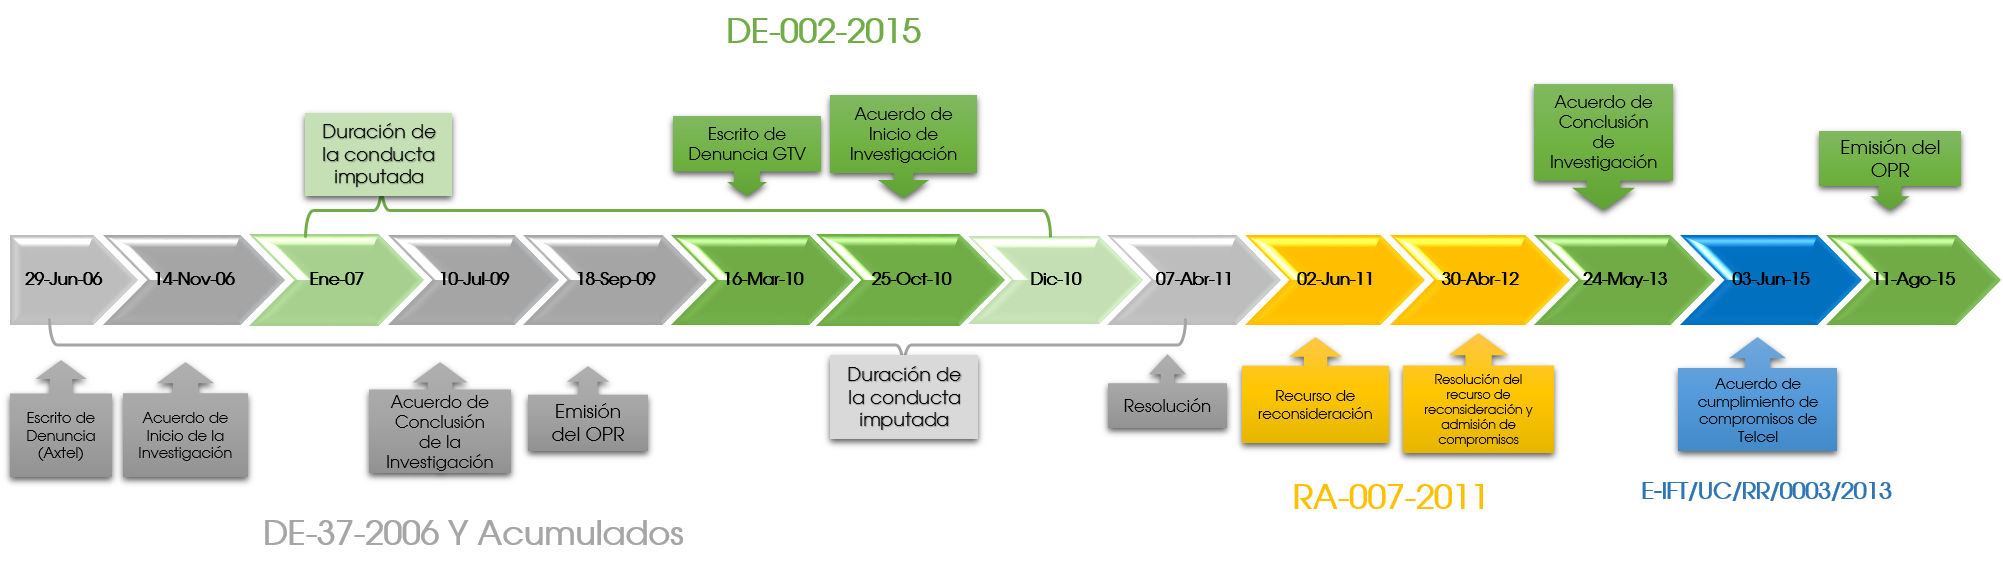 DE-002-2015
Duración de
la conducta
imputada
Escrito de
Denuncia GTV
Acuerdo de
Inicio de
Investigación
Acuerdo de
Conclusión
de
Investigación
Emisión del
OPR
29-Jun-06
14-Nov-06
Ene-07
10-Jul-09
18-Sep-09
16-Mar-10
25-Oct-10
Dic-10
07-Abr-11
02-Jun-11
30-Abr-12
24-May-13
03-Jun-15
11-Ago-15
Escrito de
Denuncia
(Axtel)
Acuerdo de
Inicio de la
Investigación
Acuerdo de
Conclusión
de la
Investigación
Emisión
del OPR
Duración de
la conducta
imputada
Resolución
Recurso de
reconsideración
Resolución del
recurso de
reconsideración y
admisión de
compromisos
Acuerdo de
cumplimiento de
compromisos de
Telcel
DE-37-2006 Y Acumulados
RA-007-2011
E-IFT/UC/RR/0003/2013